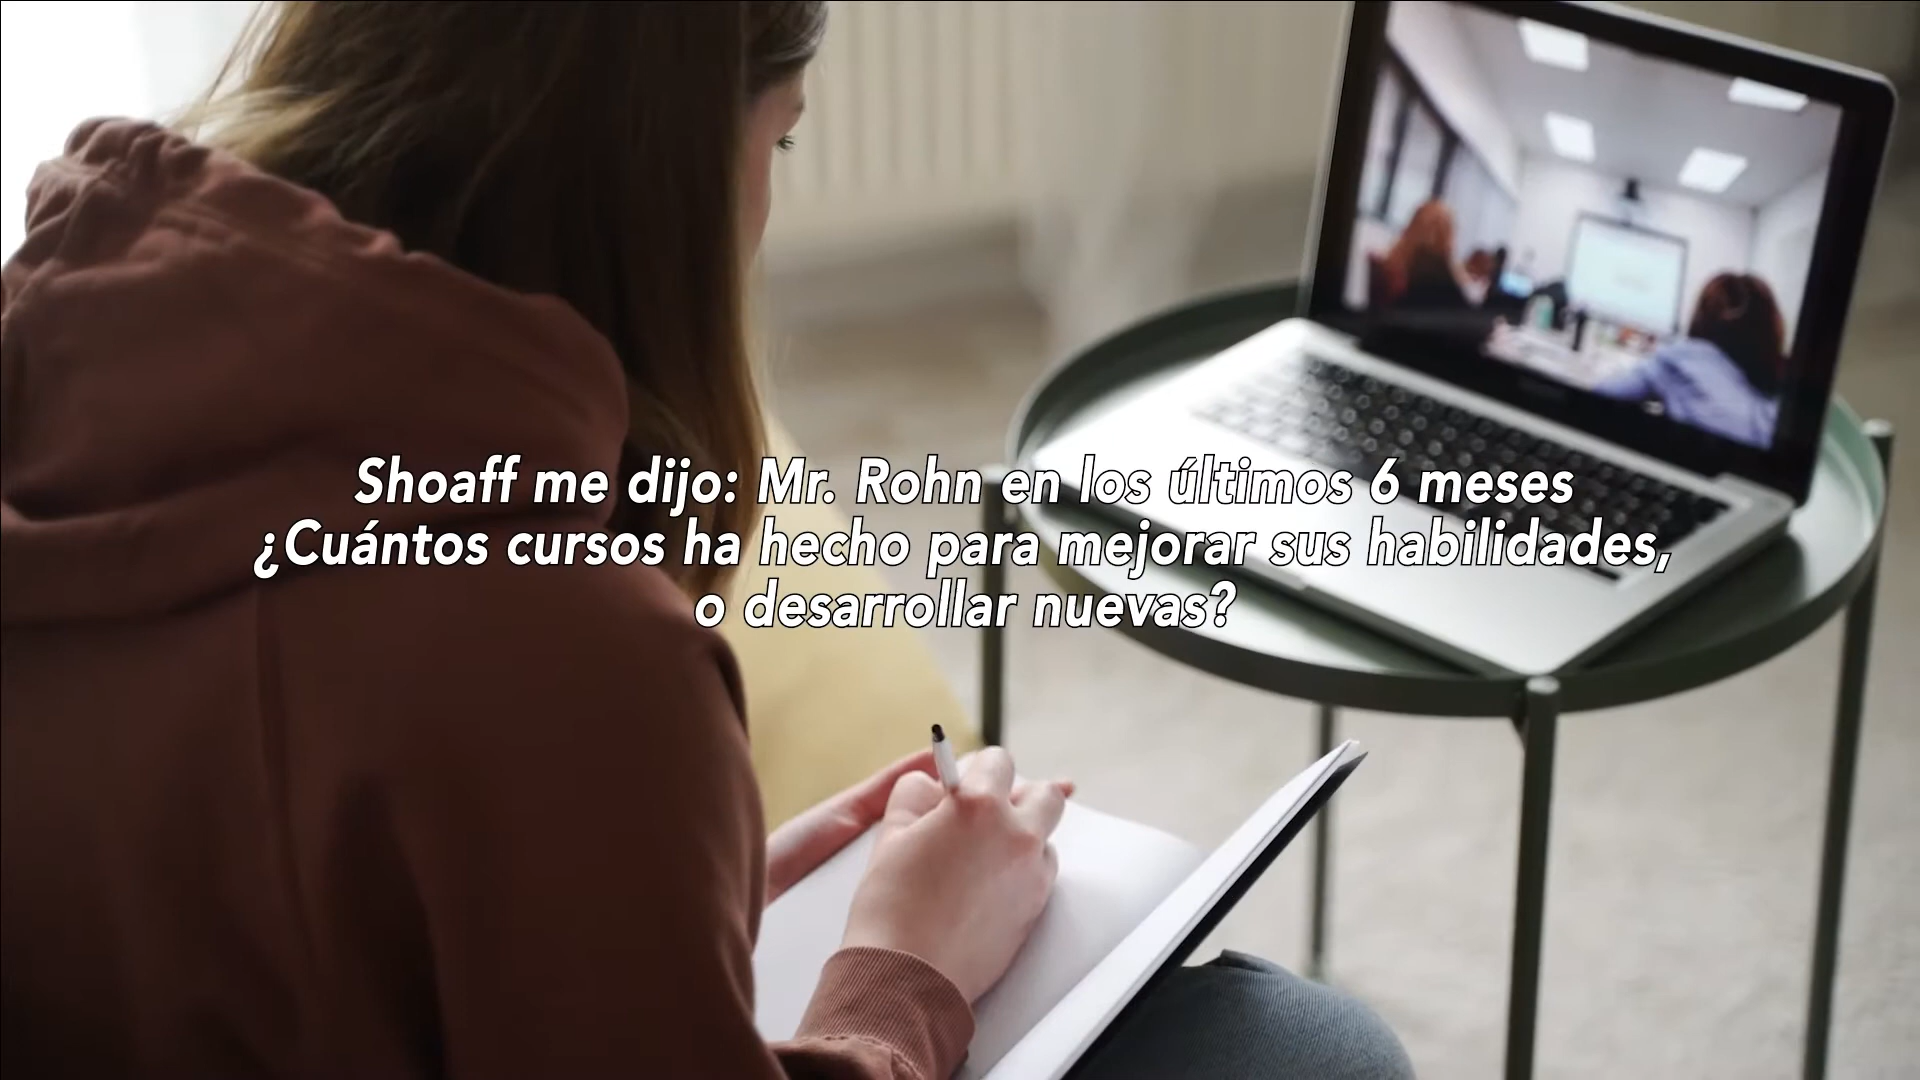 Shoaff me dijo: Mr. Rohn en los últimos 6 meses
¿Cuántos cursos ha hecho para mejorar sus habilidades,
o desarrollar nuevas?